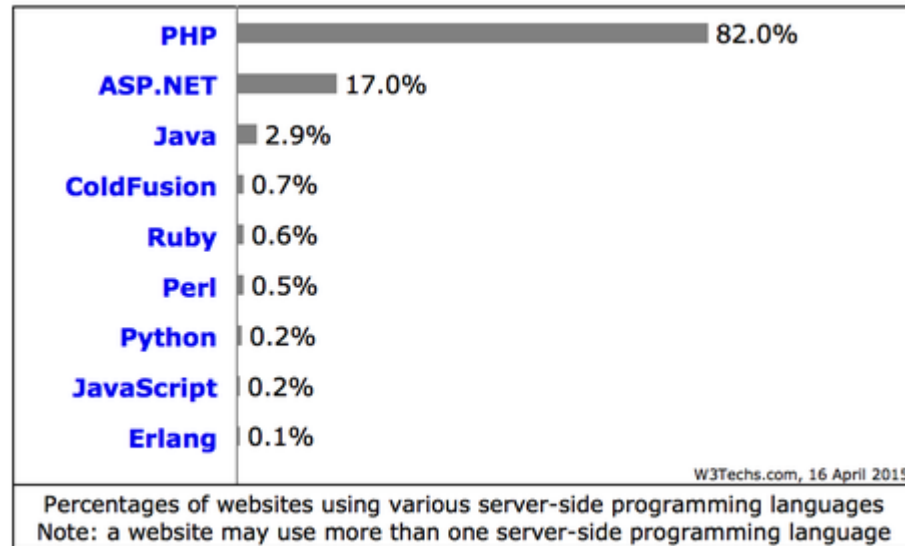 PHP 82.0%
ASP.NET 17.0%
Java 2.9%
ColdFusion 0.7%
Ruby 0.6%
Perl 0.5%
Python 0.2%
JavaScript 0.2%
Erlang 0.1%
W3Techs.com, 16 April 2015
Percentages of websites using various server-side programming languages
Note: a website may use more than one server-side programming language